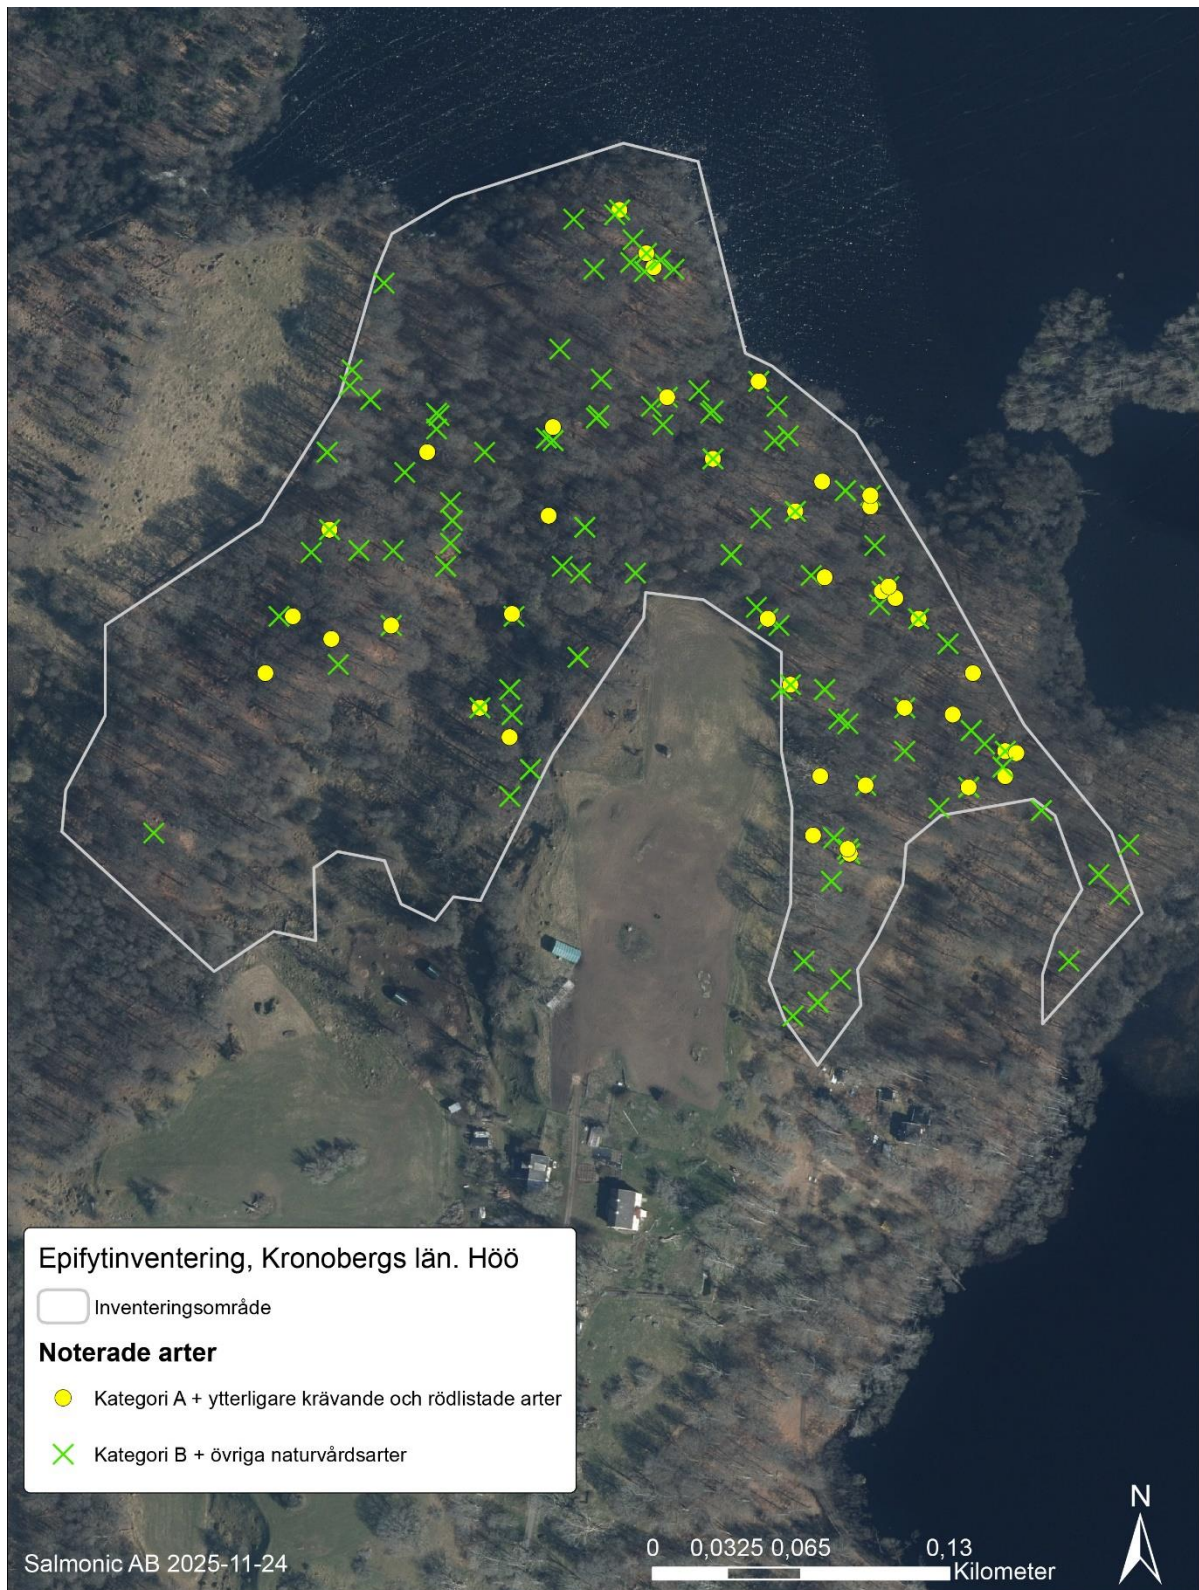 Epifytinventering, Kronobergs län. Höö
Inventeringsområde
Noterade arter
Kategori A + ytterligare krävande och rödlistade arter
Kategori B + övriga naturvårdsarter
Salmonic AB 2025-11-24
0 0,0325 0,065 0,13
Kilometer
N